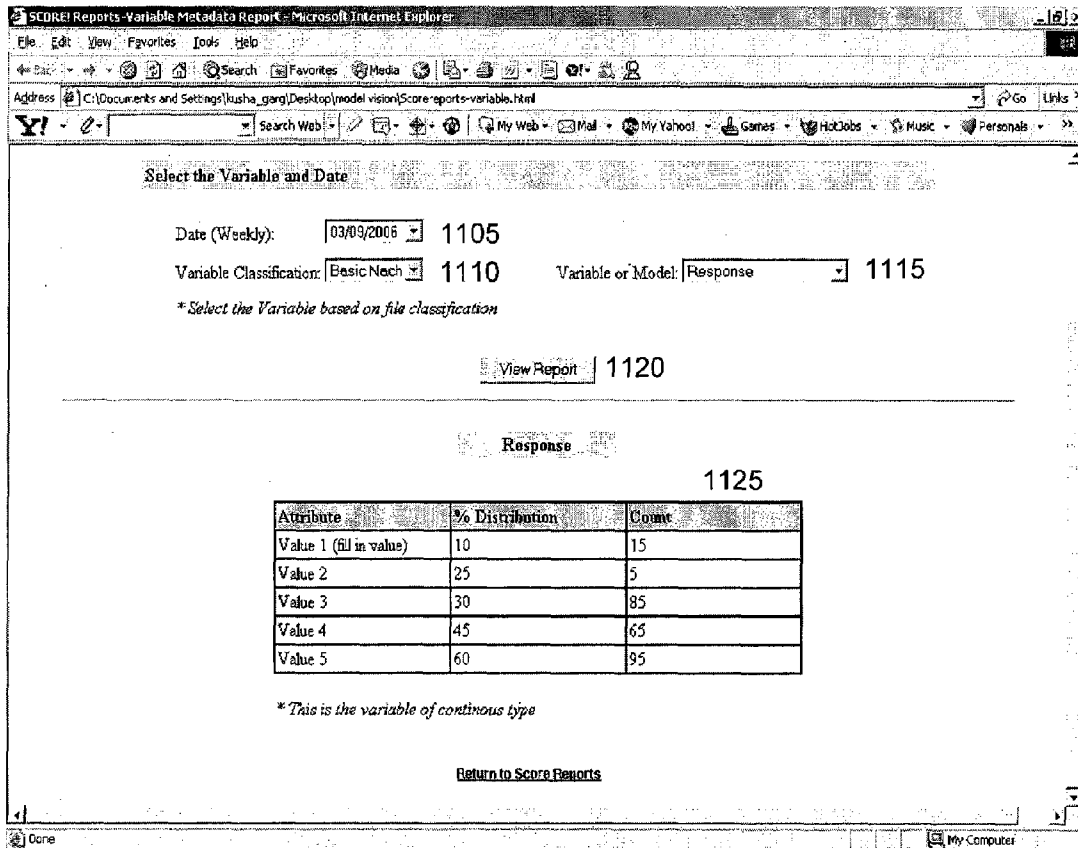 SCORE! Reports-Variable Metadata Report - Microsoft Internet Explorer
File Edit View Favorites Tools Help
Back Search Favorites Media
Address C:\Documents and Settings\kusha_garg\Desktop\model vision\Scorereports-variable.html Go Links
Y! Search Web My Web Mail My Yahoo! Games HotJobs Music Personals
Select the Variable and Date
Date (Weekly): 03/09/2006 1105
Variable Classification: Basic Nech 1110 Variable or Model: Response 1115
* Select the Variable based on file classification
View Report 1120
Response
1125
Attribute % Distribution Count
Value 1 (fill in value) 10 15
Value 2 25 5
Value 3 30 85
Value 4 45 65
Value 5 60 95
* This is the variable of continous type
Return to Score Reports
Done My Computer